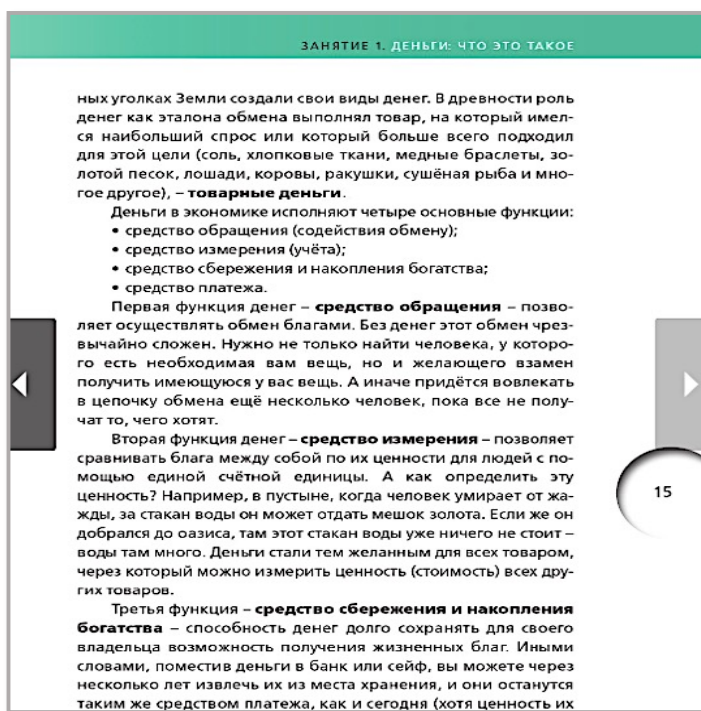 ЗАНЯТИЕ 1. ДЕНЬГИ: ЧТО ЭТО ТАКОЕ
ных уголках Земли создали свои виды денег. В древности роль
денег как эталона обмена выполнял товар, на который имел-
ся наибольший спрос или который больше всего подходил
для этой цели (соль, хлопковые ткани, медные браслеты, зо-
лотой песок, лошади, коровы, ракушки, сушёная рыба и мно-
гое другое), – товарные деньги.
Деньги в экономике исполняют четыре основные функции:
• средство обращения (содействия обмену);
• средство измерения (учёта);
• средство сбережения и накопления богатства;
• средство платежа.
Первая функция денег – средство обращения – позво-
ляет осуществлять обмен благами. Без денег этот обмен чрез-
вычайно сложен. Нужно не только найти человека, у которо-
го есть необходимая вам вещь, но и желающего взамен
получить имеющуюся у вас вещь. А иначе придётся вовлекать
в цепочку обмена ещё несколько человек, пока все не полу-
чат то, чего хотят.
Вторая функция денег – средство измерения – позволяет
сравнивать блага между собой по их ценности для людей с по-
мощью единой счётной единицы. А как определить эту
ценность? Например, в пустыне, когда человек умирает от жа-
жды, за стакан воды он может отдать мешок золота. Если же он
добрался до оазиса, там этот стакан воды уже ничего не стоит –
воды там много. Деньги стали тем желанным для всех товаром,
через который можно измерить ценность (стоимость) всех дру-
гих товаров.
Третья функция – средство сбережения и накопления
богатства – способность денег долго сохранять для своего
владельца возможность получения жизненных благ. Иными
словами, поместив деньги в банк или сейф, вы можете через
несколько лет извлечь их из места хранения, и они останутся
таким же средством платежа, как и сегодня (хотя ценность их
15